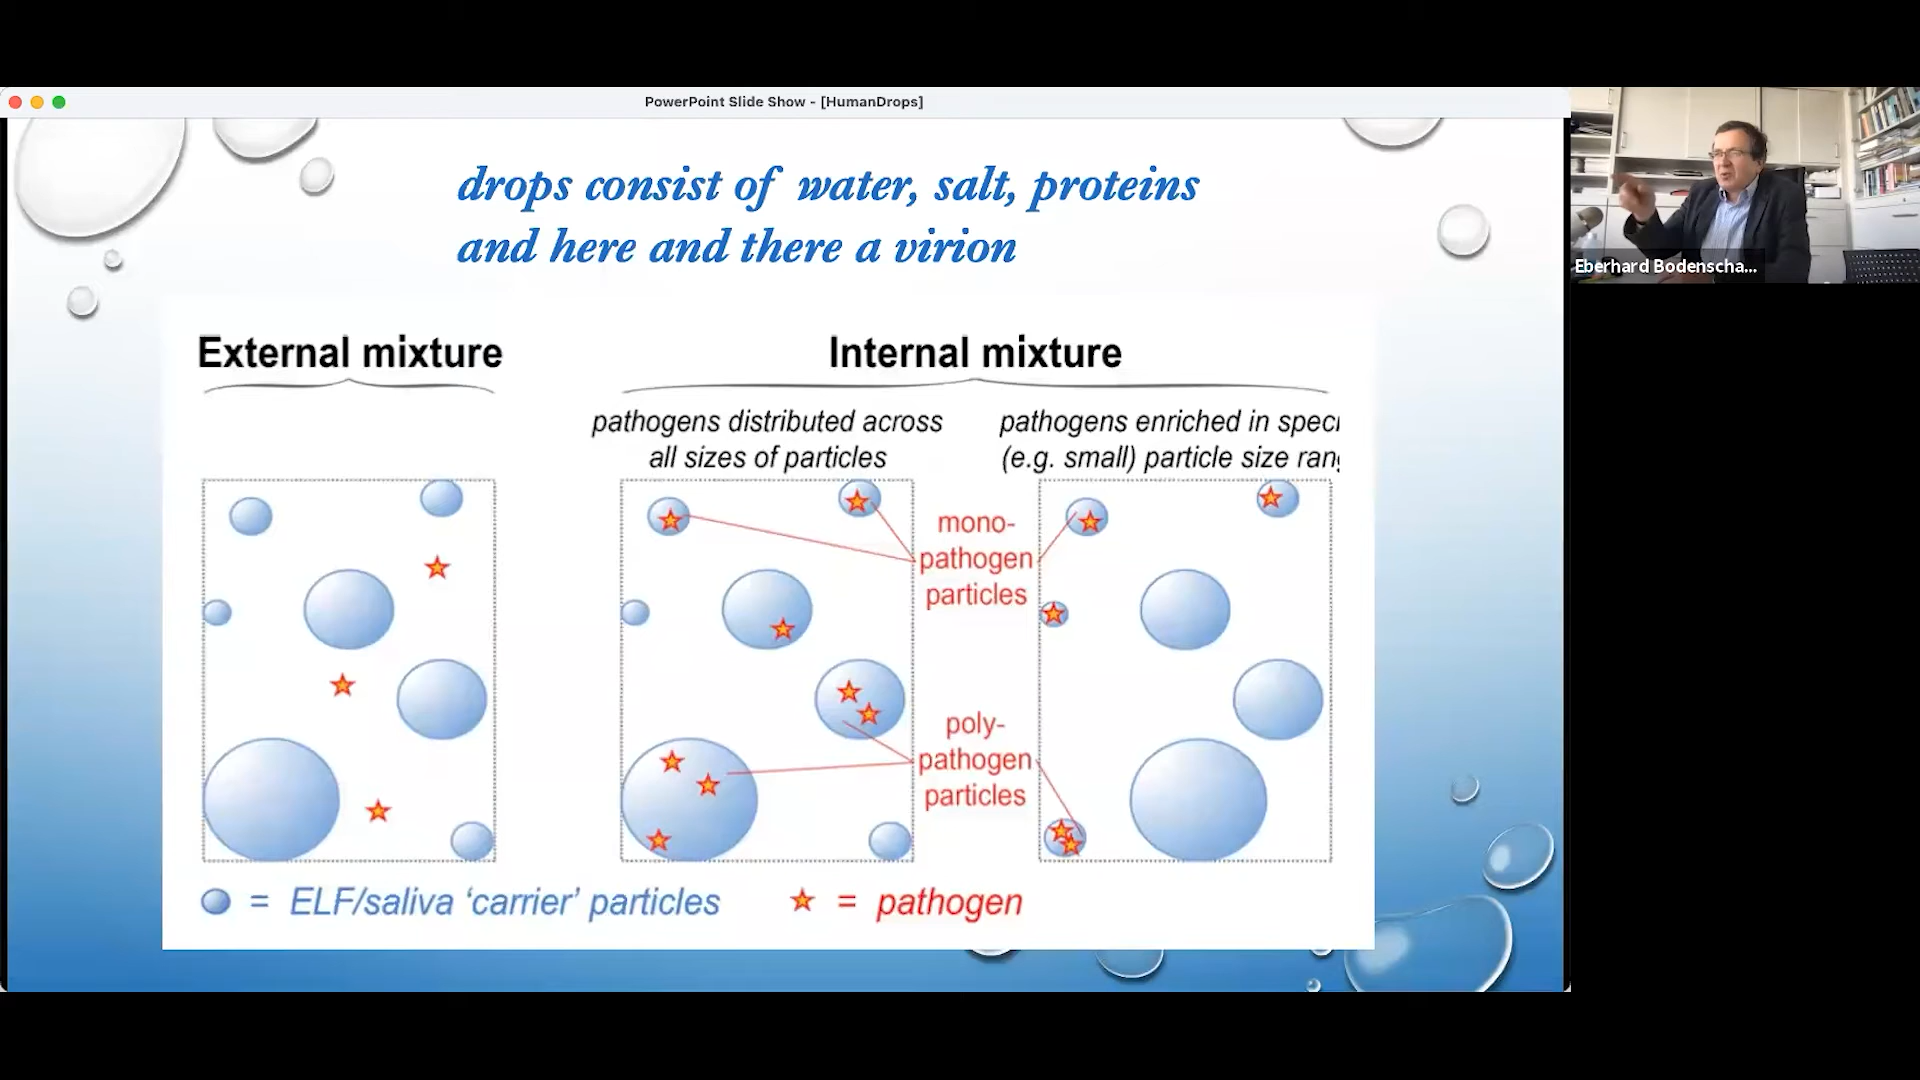 PowerPoint Slide Show - [HumanDrops]
drops consist of water, salt, proteins
and here and there a virion
External mixture
Internal mixture
pathogens distributed across
all sizes of particles
pathogens enriched in speci
(e.g. small) particle size rang
mono-
pathogen
particles
poly-
pathogen
particles
= ELF/saliva ‘carrier’ particles
= pathogen
Eberhard Bodenscha...